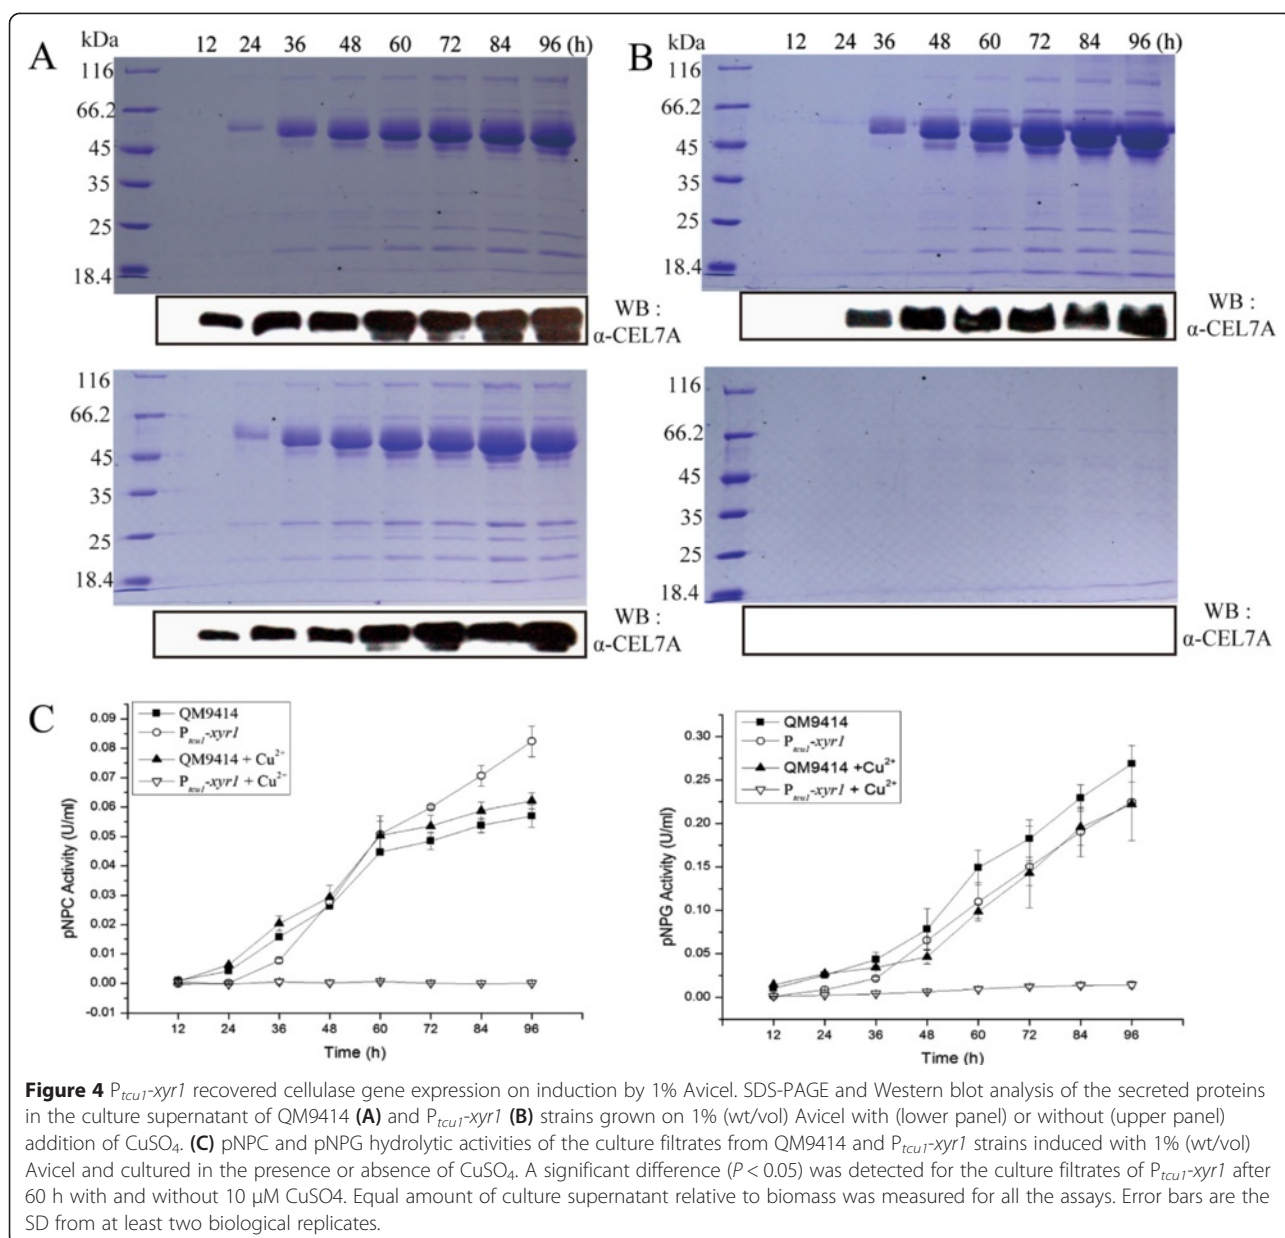 A
kDa 12 24 36 48 60 72 84 96 (h)
116
66.2
45
35
25
18.4
WB :
α-CEL7A
116
66.2
45
35
25
18.4
WB :
α-CEL7A
B
kDa 12 24 36 48 60 72 84 96 (h)
116
66.2
45
35
25
18.4
WB :
α-CEL7A
116
66.2
45
35
25
18.4
WB :
α-CEL7A
C
QM9414
Ptcu1-xyr1
QM9414 + Cu2+
Ptcu1-xyr1 + Cu2+
0.09
0.08
0.07
0.06
0.05
0.04
0.03
0.02
0.01
0.00
-0.01
pNPC Activity (U/ml)
12 24 36 48 60 72 84 96
Time (h)
QM9414
Ptcu1-xyr1
QM9414 +Cu2+
Ptcu1-xyr1 + Cu2+
0.30
0.25
0.20
0.15
0.10
0.05
0.00
pNPG Activity (U/ml)
12 24 36 48 60 72 84 96
Time (h)
Figure 4 Ptcu1-xyr1 recovered cellulase gene expression on induction by 1% Avicel. SDS-PAGE and Western blot analysis of the secreted proteins
in the culture supernatant of QM9414 (A) and Ptcu1-xyr1 (B) strains grown on 1% (wt/vol) Avicel with (lower panel) or without (upper panel)
addition of CuSO4. (C) pNPC and pNPG hydrolytic activities of the culture filtrates from QM9414 and Ptcu1-xyr1 strains induced with 1% (wt/vol)
Avicel and cultured in the presence or absence of CuSO4. A significant difference (P < 0.05) was detected for the culture filtrates of Ptcu1-xyr1 after
60 h with and without 10 μM CuSO4. Equal amount of culture supernatant relative to biomass was measured for all the assays. Error bars are the
SD from at least two biological replicates.